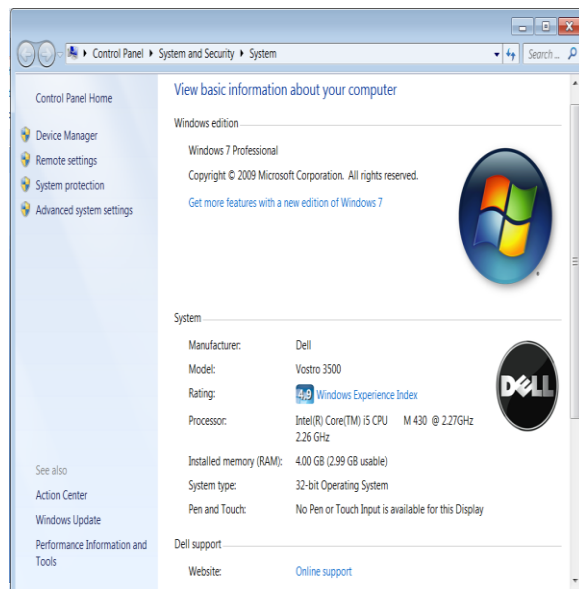 Control Panel ▸ System and Security ▸ System
Search ...
Control Panel Home
Device Manager
Remote settings
System protection
Advanced system settings
See also
Action Center
Windows Update
Performance Information and
Tools
View basic information about your computer
Windows edition
Windows 7 Professional
Copyright © 2009 Microsoft Corporation. All rights reserved.
Get more features with a new edition of Windows 7
System
Manufacturer: Dell
Model: Vostro 3500
Rating: 4,9 Windows Experience Index
Processor: Intel(R) Core(TM) i5 CPU M 430 @ 2.27GHz
2.26 GHz
Installed memory (RAM): 4.00 GB (2.99 GB usable)
System type: 32-bit Operating System
Pen and Touch: No Pen or Touch Input is available for this Display
DELL
Dell support
Website: Online support